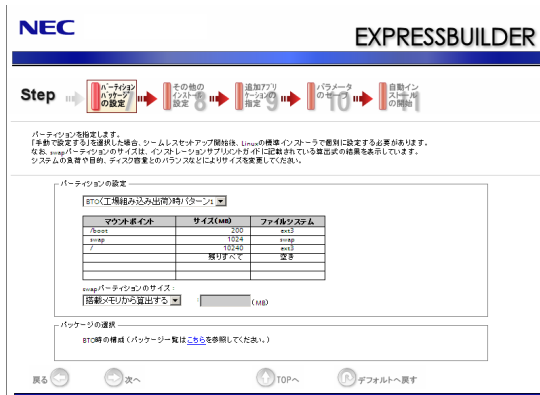 NEC
EXPRESSBUILDER
Step
パーティション
パッケージ
の設定
7
その他の
インストール
設定
8
追加アプリ
ケーションの
指定
9
パラメータ
のセーブ
10
自動イン
ストール
の開始
11
パーティションを指定します。
「手動で設定する」を選択した場合、シームレスセットアップ開始後、Linuxの標準インストーラで個別に設定する必要があります。
なお、swapパーティションのサイズは、インストレーションサプリメントガイドに記載されている算出式の結果を表示しています。
システムの負荷や目的、ディスク容量とのバランスなどによりサイズを変更してください。
パーティションの設定
BTO(工場組み込み出荷)時パターン1
マウントポイント サイズ(MB) ファイルシステム
/boot 200 ext3
swap 1024 swap
/ 10240 ext3
残りすべて 空き
swapパーティションのサイズ:
搭載メモリから算出する : (MB)
パッケージの選択
BTO時の構成(パッケージ一覧はこちらを参照してください。)
戻る 次へ TOPへ デフォルトへ戻す